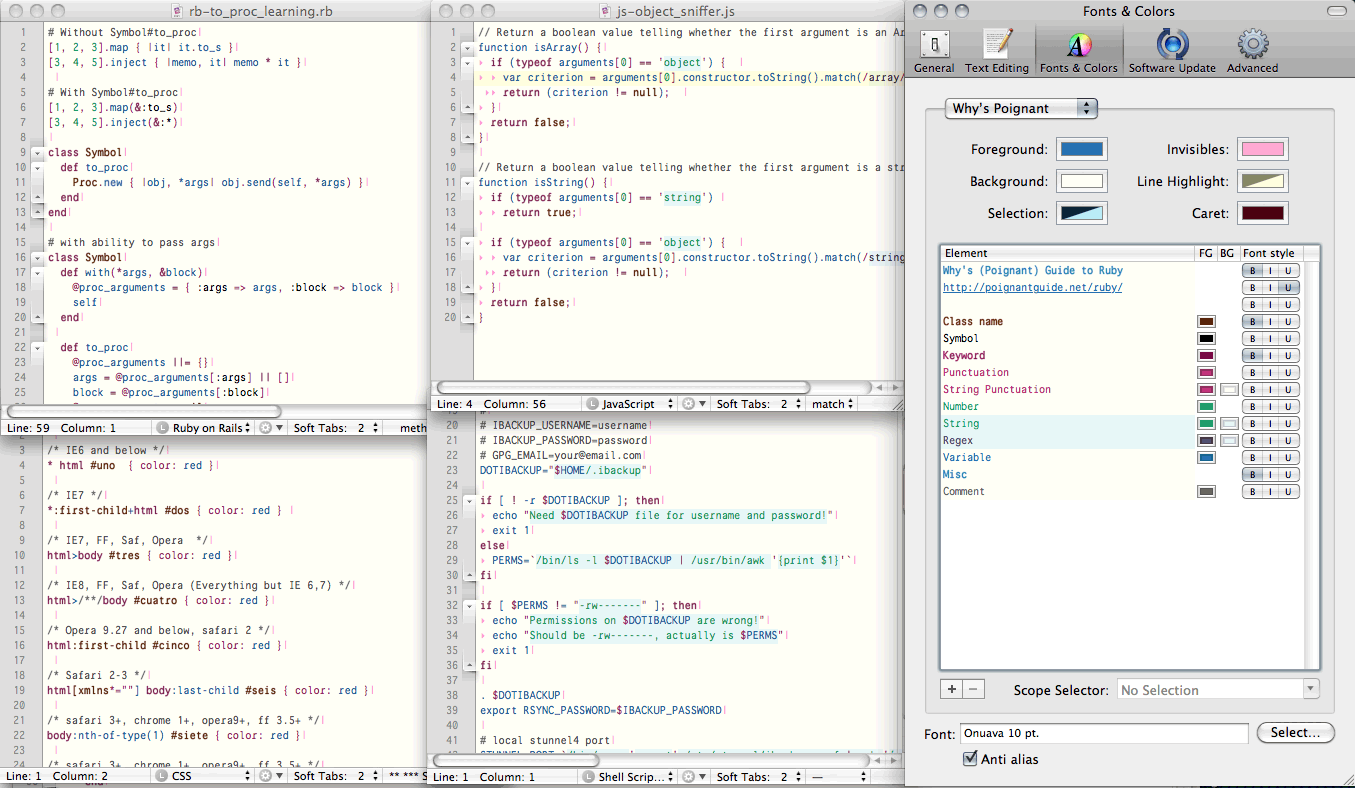 rb-to_proc_learning.rb
1 # Without Symbol#to_proc
2 [1, 2, 3].map { |it| it.to_s }
3 [3, 4, 5].inject { |memo, it| memo * it }
4
5 # With Symbol#to_proc
6 [1, 2, 3].map(&:to_s)
7 [3, 4, 5].inject(&:*)
8
9 class Symbol
10 def to_proc
11 Proc.new { |obj, *args| obj.send(self, *args) }
12 end
13 end
14
15 # with ability to pass args
16 class Symbol
17 def with(*args, &block)
18 @proc_arguments = { :args => args, :block => block }
19 self
20 end
21
22 def to_proc
23 @proc_arguments ||= {}
24 args = @proc_arguments[:args] || []
25 block = @proc_arguments[:block]
Line: 59 Column: 1 L Ruby on Rails Soft Tabs: 2 meth
3 /* IE6 and below */
4 * html #uno { color: red }
5
6 /* IE7 */
7 *:first-child+html #dos { color: red }
8
9 /* IE7, FF, Saf, Opera */
10 html>body #tres { color: red }
11
12 /* IE8, FF, Saf, Opera (Everything but IE 6,7) */
13 html>/**/body #cuatro { color: red }
14
15 /* Opera 9.27 and below, safari 2 */
16 html:first-child #cinco { color: red }
17
18 /* Safari 2-3 */
19 html[xmlns*=""] body:last-child #seis { color: red }
20
21 /* safari 3+, chrome 1+, opera9+, ff 3.5+ */
22 body:nth-of-type(1) #siete { color: red }
23
24 /* safari 3+, chrome 1+, opera9+, ff 3.5+ */
Line: 1 Column: 2 L CSS Soft Tabs: 2 ** *** S
js-object_sniffer.js
1 // Return a boolean value telling whether the first argument is an Ar
2 function isArray() {
3 if (typeof arguments[0] == 'object') {
4 var criterion = arguments[0].constructor.toString().match(/array/
5 return (criterion != null);
6 }
7 return false;
8 }
9
10 // Return a boolean value telling whether the first argument is a str
11 function isString() {
12 if (typeof arguments[0] == 'string')
13 return true;
14
15 if (typeof arguments[0] == 'object') {
16 var criterion = arguments[0].constructor.toString().match(/string
17 return (criterion != null);
18 }
19 return false;
20 }
Line: 4 Column: 56 L JavaScript Soft Tabs: 2 match
20 # IBACKUP_USERNAME=username
21 # IBACKUP_PASSWORD=password
22 # GPG_EMAIL=your@email.com
23 DOTIBACKUP="$HOME/.ibackup"
24
25 if [ ! -r $DOTIBACKUP ]; then
26 echo "Need $DOTIBACKUP file for username and password!"
27 exit 1
28 else
29 PERMS=`/bin/ls -l $DOTIBACKUP | /usr/bin/awk '{print $1}'`
30 fi
31
32 if [ $PERMS != "-rw-------" ]; then
33 echo "Permissions on $DOTIBACKUP are wrong!"
34 echo "Should be -rw-------, actually is $PERMS"
35 exit 1
36 fi
37
38 . $DOTIBACKUP
39 export RSYNC_PASSWORD=$IBACKUP_PASSWORD
40
41 # local stunnel4 port
Line: 1 Column: 1 L Shell Scrip... Soft Tabs: 2 —
Fonts & Colors
General Text Editing Fonts & Colors Software Update Advanced
Why's Poignant
Foreground: Invisibles:
Background: Line Highlight:
Selection: Caret:
Element FG BG Font style
Why's (Poignant) Guide to Ruby B I U
http://poignantguide.net/ruby/ B I U
B I U
Class name B I U
Symbol B I U
Keyword B I U
Punctuation B I U
String Punctuation B I U
Number B I U
String B I U
Regex B I U
Variable B I U
Misc B I U
Comment B I U
+ − Scope Selector: No Selection
Font: Onuava 10 pt. Select...
Anti alias